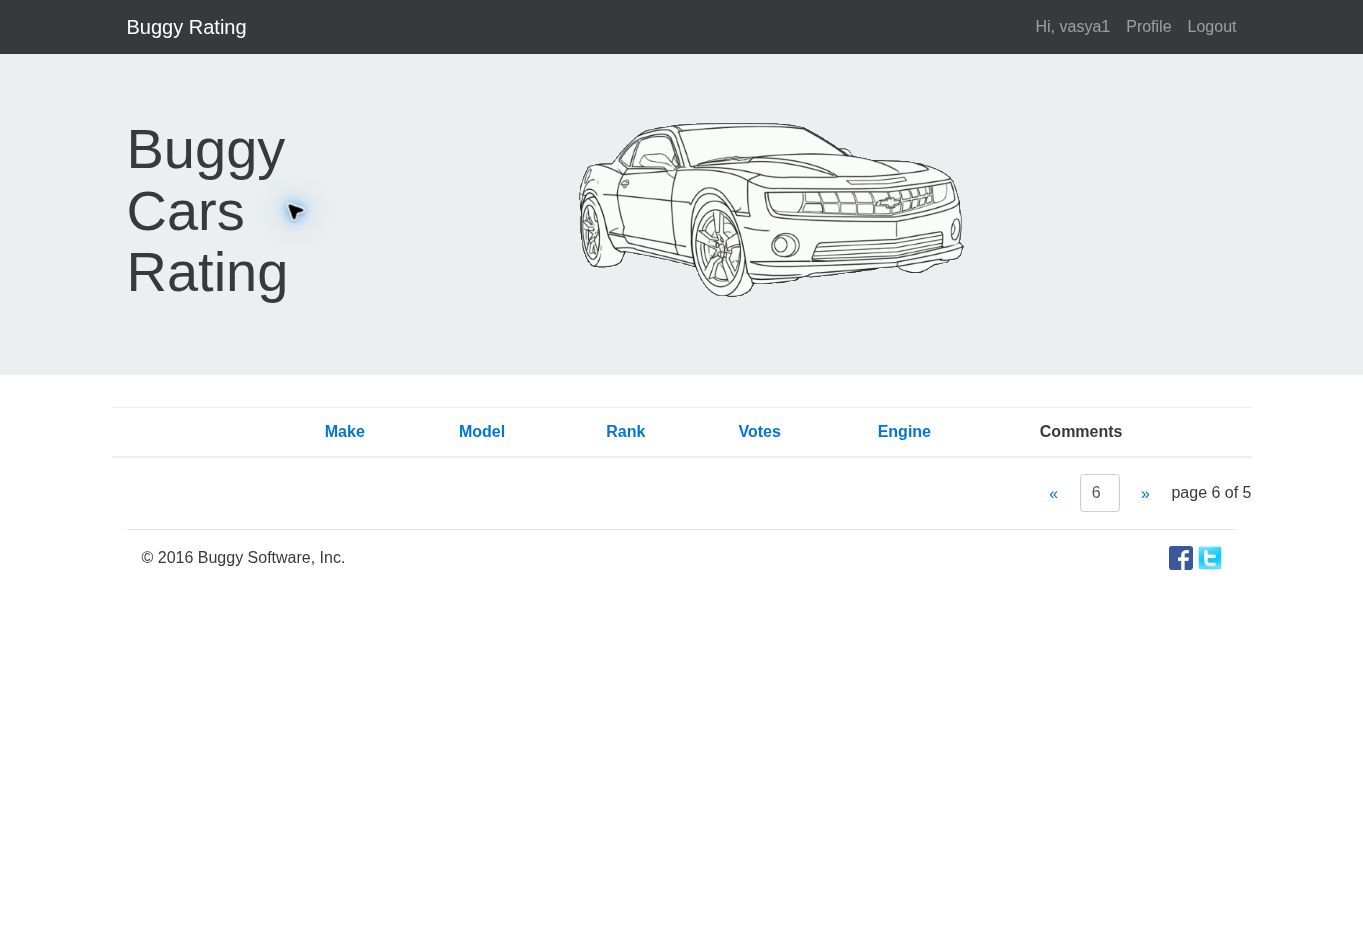 Buggy Rating Hi, vasya1 Profile Logout
Buggy
Cars
Rating
Make Model Rank Votes Engine Comments
« 6 » page 6 of 5
© 2016 Buggy Software, Inc.